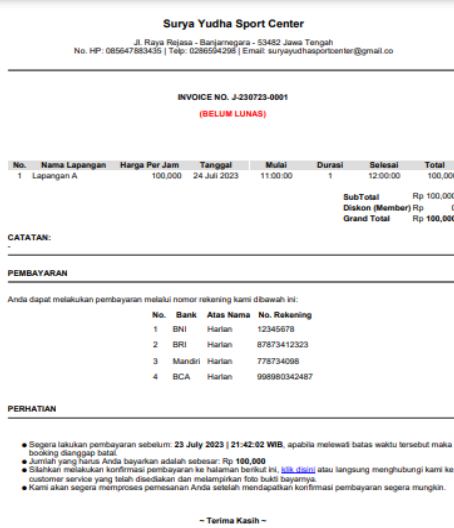 Surya Yudha Sport Center
Jl. Raya Rejasa - Banjarnegara - 53482 Jawa Tengah
No. HP: 085647883435 | Telp: 0286594298 | Email: suryayudhasportcenter@gmail.co
INVOICE NO. J-230723-0001
(BELUM LUNAS)
No. Nama Lapangan Harga Per Jam Tanggal Mulai Durasi Selesai Total
1 Lapangan A 100,000 24 Juli 2023 11:00:00 1 12:00:00 100,000
SubTotal Rp 100,000
Diskon (Member) Rp 0
Grand Total Rp 100,000
CATATAN:
-
PEMBAYARAN
Anda dapat melakukan pembayaran melalui nomor rekening kami dibawah ini:
No. Bank Atas Nama No. Rekening
1 BNI Harlan 12345678
2 BRI Harlan 87873412323
3 Mandiri Harlan 778734098
4 BCA Harlan 998980342487
PERHATIAN
● Segera lakukan pembayaran sebelum: 23 July 2023 | 21:42:02 WIB, apabila melewati batas waktu tersebut maka
booking dianggap batal.
● Jumlah yang harus Anda bayarkan adalah sebesar: Rp 100,000
● Silahkan melakukan konfirmasi pembayaran ke halaman berikut ini, klik disini atau langsung menghubungi kami ke
customer service yang telah disediakan dan melampirkan foto bukti bayarnya.
● Kami akan segera memproses pemesanan Anda setelah mendapatkan konfirmasi pembayaran segera mungkin.
~ Terima Kasih ~